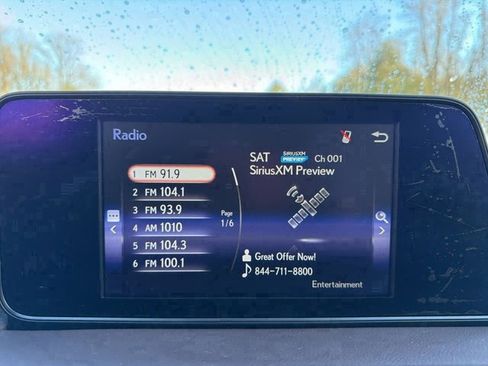 Radio
1 FM 91.9
2 FM 104.1
3 FM 93.9
4 AM 1010
5 FM 104.3
6 FM 100.1
Page
1/6
SAT SIRIUSXM PREVIEW Ch 001
SiriusXM Preview
Great Offer Now!
844-711-8800
Entertainment